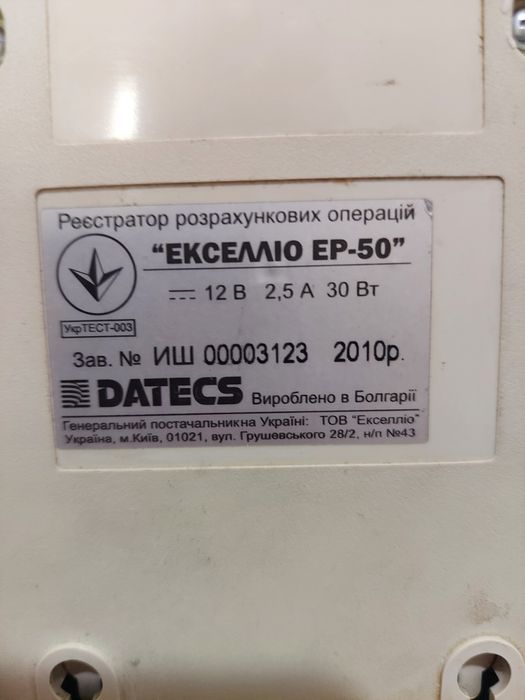 Реєстратор розрахункових операцій
“ЕКСЕЛЛІО ЕР-50”
12 В 2,5 А 30 Вт
УкрТЕСТ-003
Зав. № ИШ 00003123 2010р.
DATECS Вироблено в Болгарії
Генеральний постачальникна Україні: ТОВ “Екселліо”
Україна, м.Київ, 01021, вул. Грушевського 28/2, н/п №43